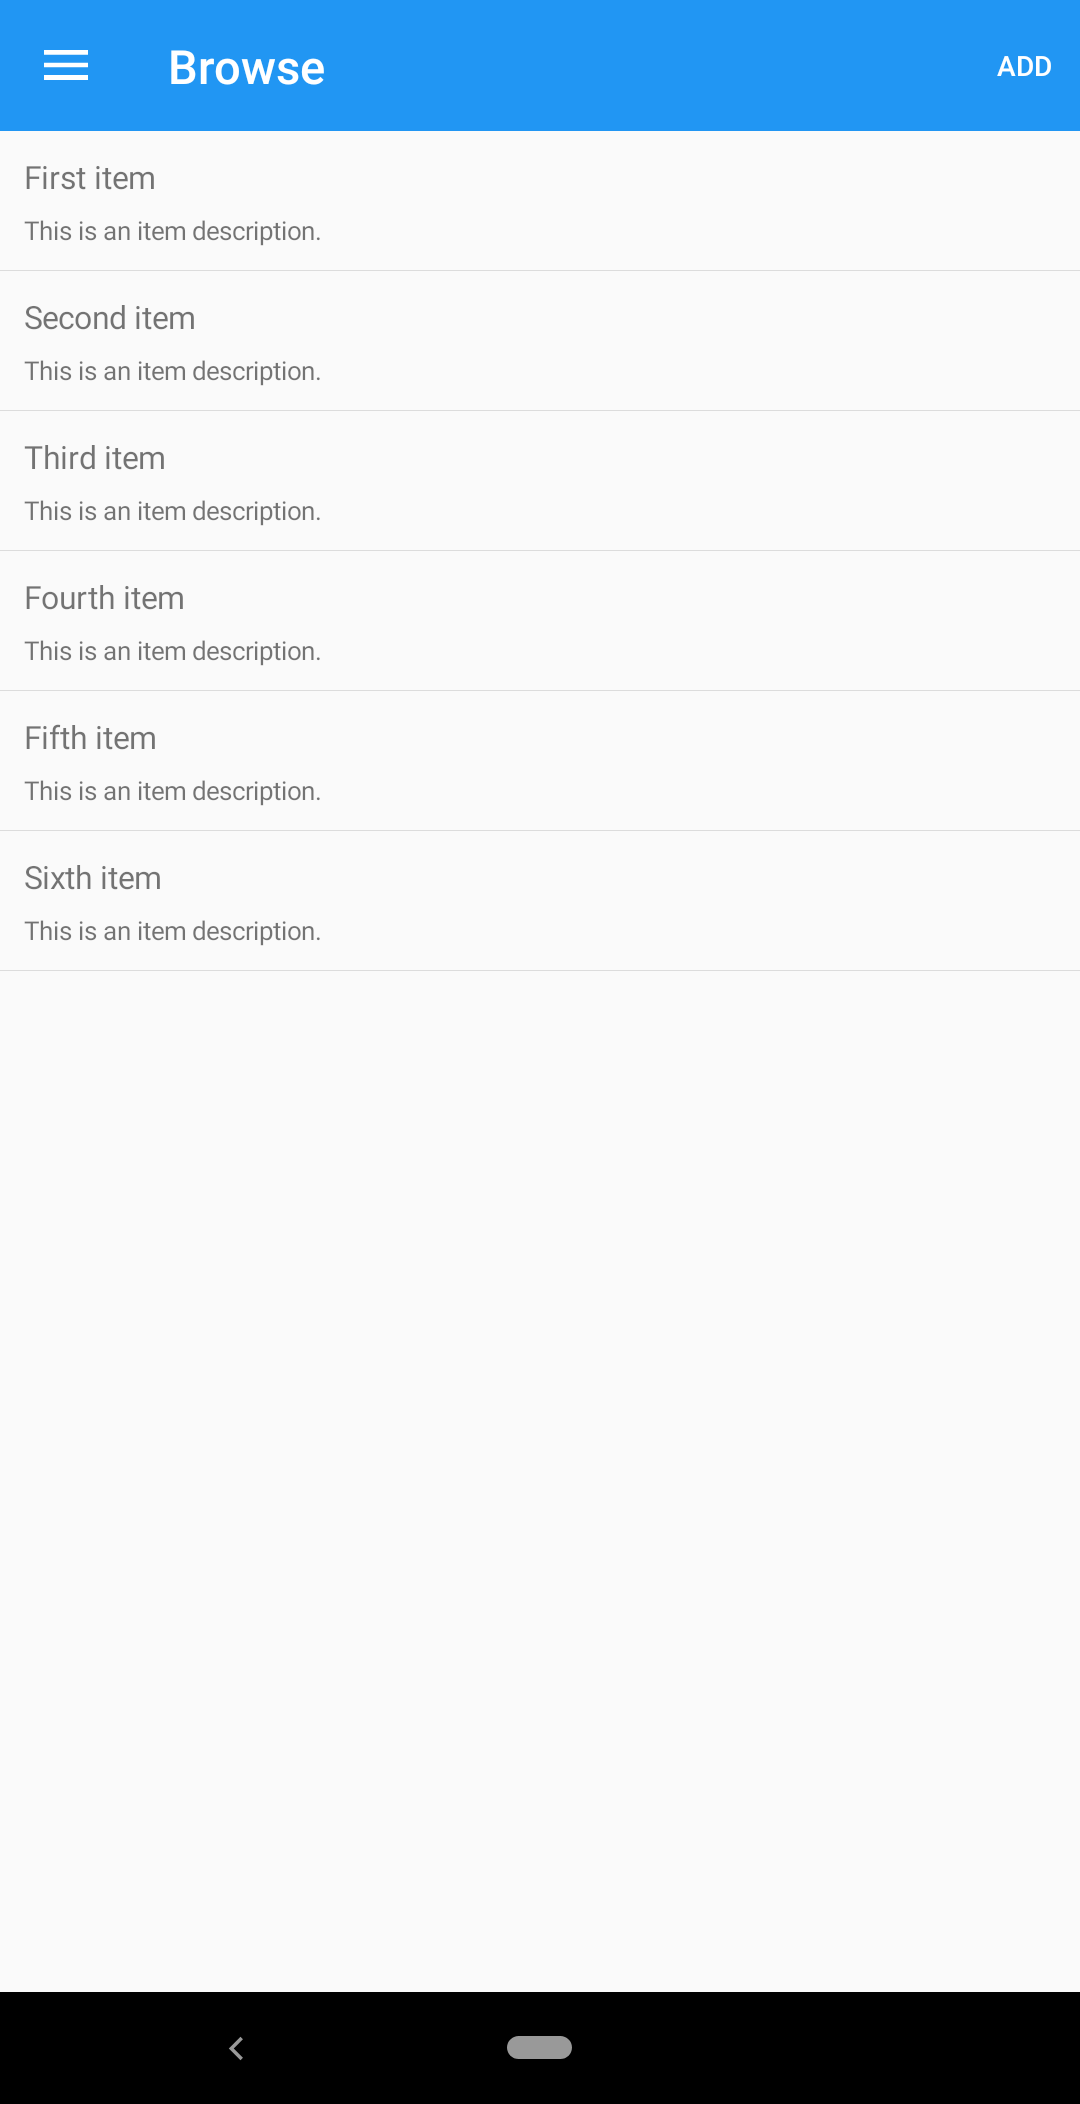 Browse
ADD
First item
This is an item description.
Second item
This is an item description.
Third item
This is an item description.
Fourth item
This is an item description.
Fifth item
This is an item description.
Sixth item
This is an item description.